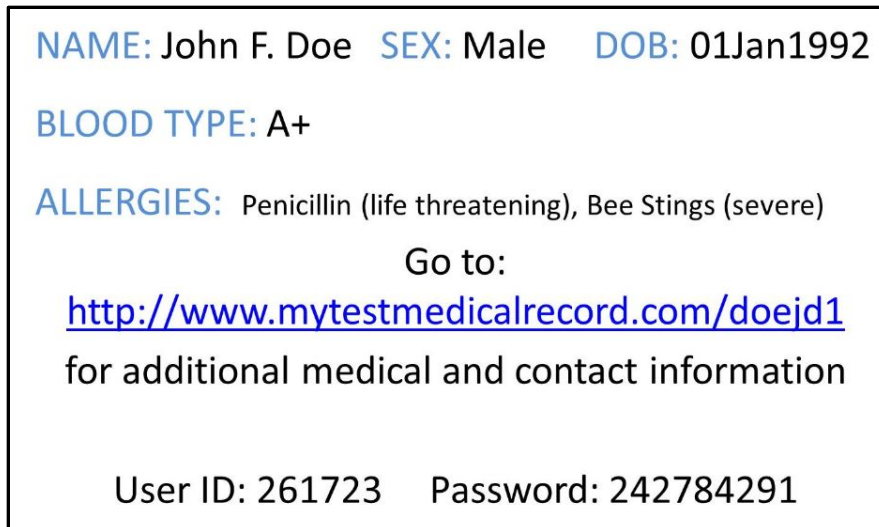 NAME: John F. Doe SEX: Male DOB: 01Jan1992
BLOOD TYPE: A+
ALLERGIES: Penicillin (life threatening), Bee Stings (severe)
Go to:
http://www.mytestmedicalrecord.com/doejd1
for additional medical and contact information
User ID: 261723 Password: 242784291